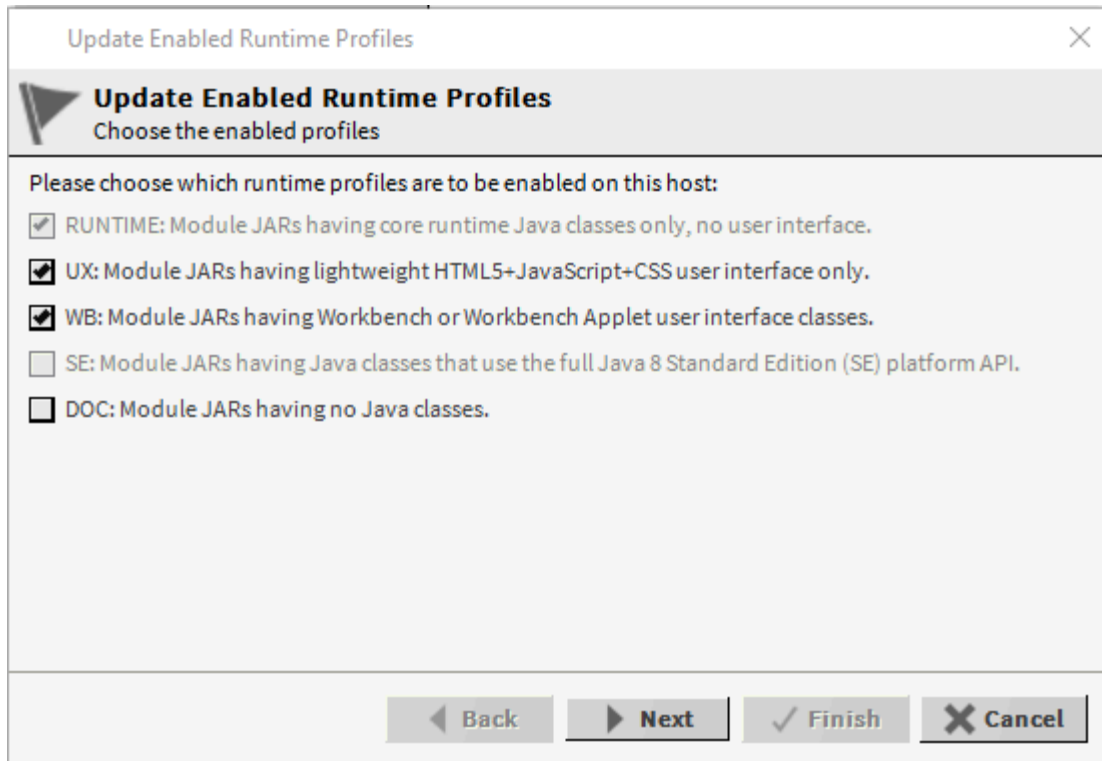 Update Enabled Runtime Profiles
Update Enabled Runtime Profiles
Choose the enabled profiles
Please choose which runtime profiles are to be enabled on this host:
RUNTIME: Module JARs having core runtime Java classes only, no user interface.
UX: Module JARs having lightweight HTML5+JavaScript+CSS user interface only.
WB: Module JARs having Workbench or Workbench Applet user interface classes.
SE: Module JARs having Java classes that use the full Java 8 Standard Edition (SE) platform API.
DOC: Module JARs having no Java classes.
Back Next Finish Cancel